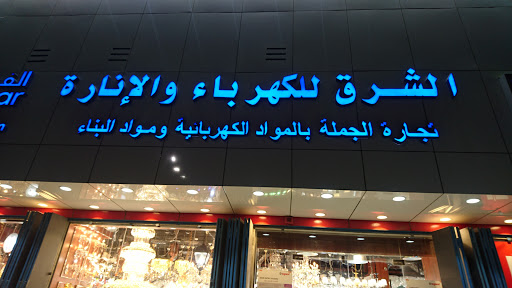 الشرق للكهرباء والإنارة
تجارة الجملة بالمواد الكهربائية ومواد البناء